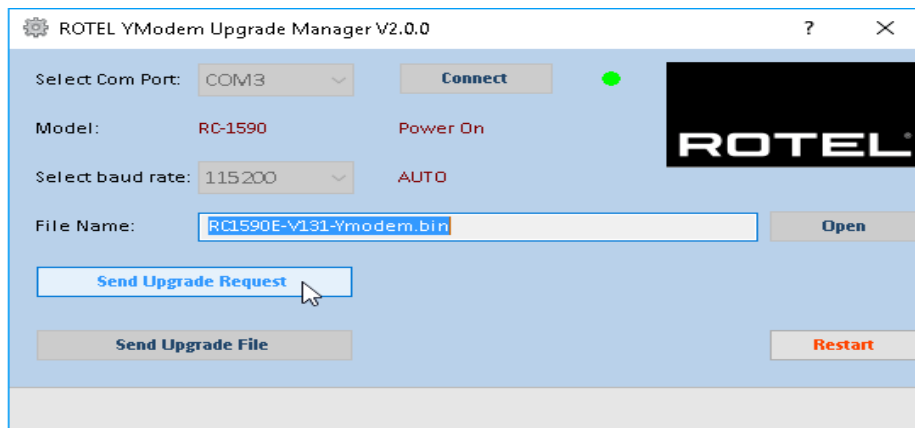 ROTEL YModem Upgrade Manager V2.0.0 ?
Select Com Port: COM3 Connect
ROTEL
Model: RC-1590 Power On
Select baud rate: 115200 AUTO
File Name: RC1590E-V131-Ymodem.bin Open
Send Upgrade Request
Send Upgrade File Restart